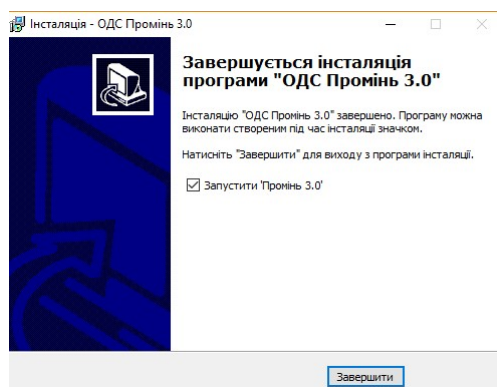 Інсталяція - ОДС Промінь 3.0
Завершується інсталяція
програми "ОДС Промінь 3.0"
Інсталяцію "ОДС Промінь 3.0" завершено. Програму можна
виконати створеним під час інсталяції значком.
Натисніть "Завершити" для виходу з програми інсталяції.
Запустити 'Промінь 3.0'
Завершити